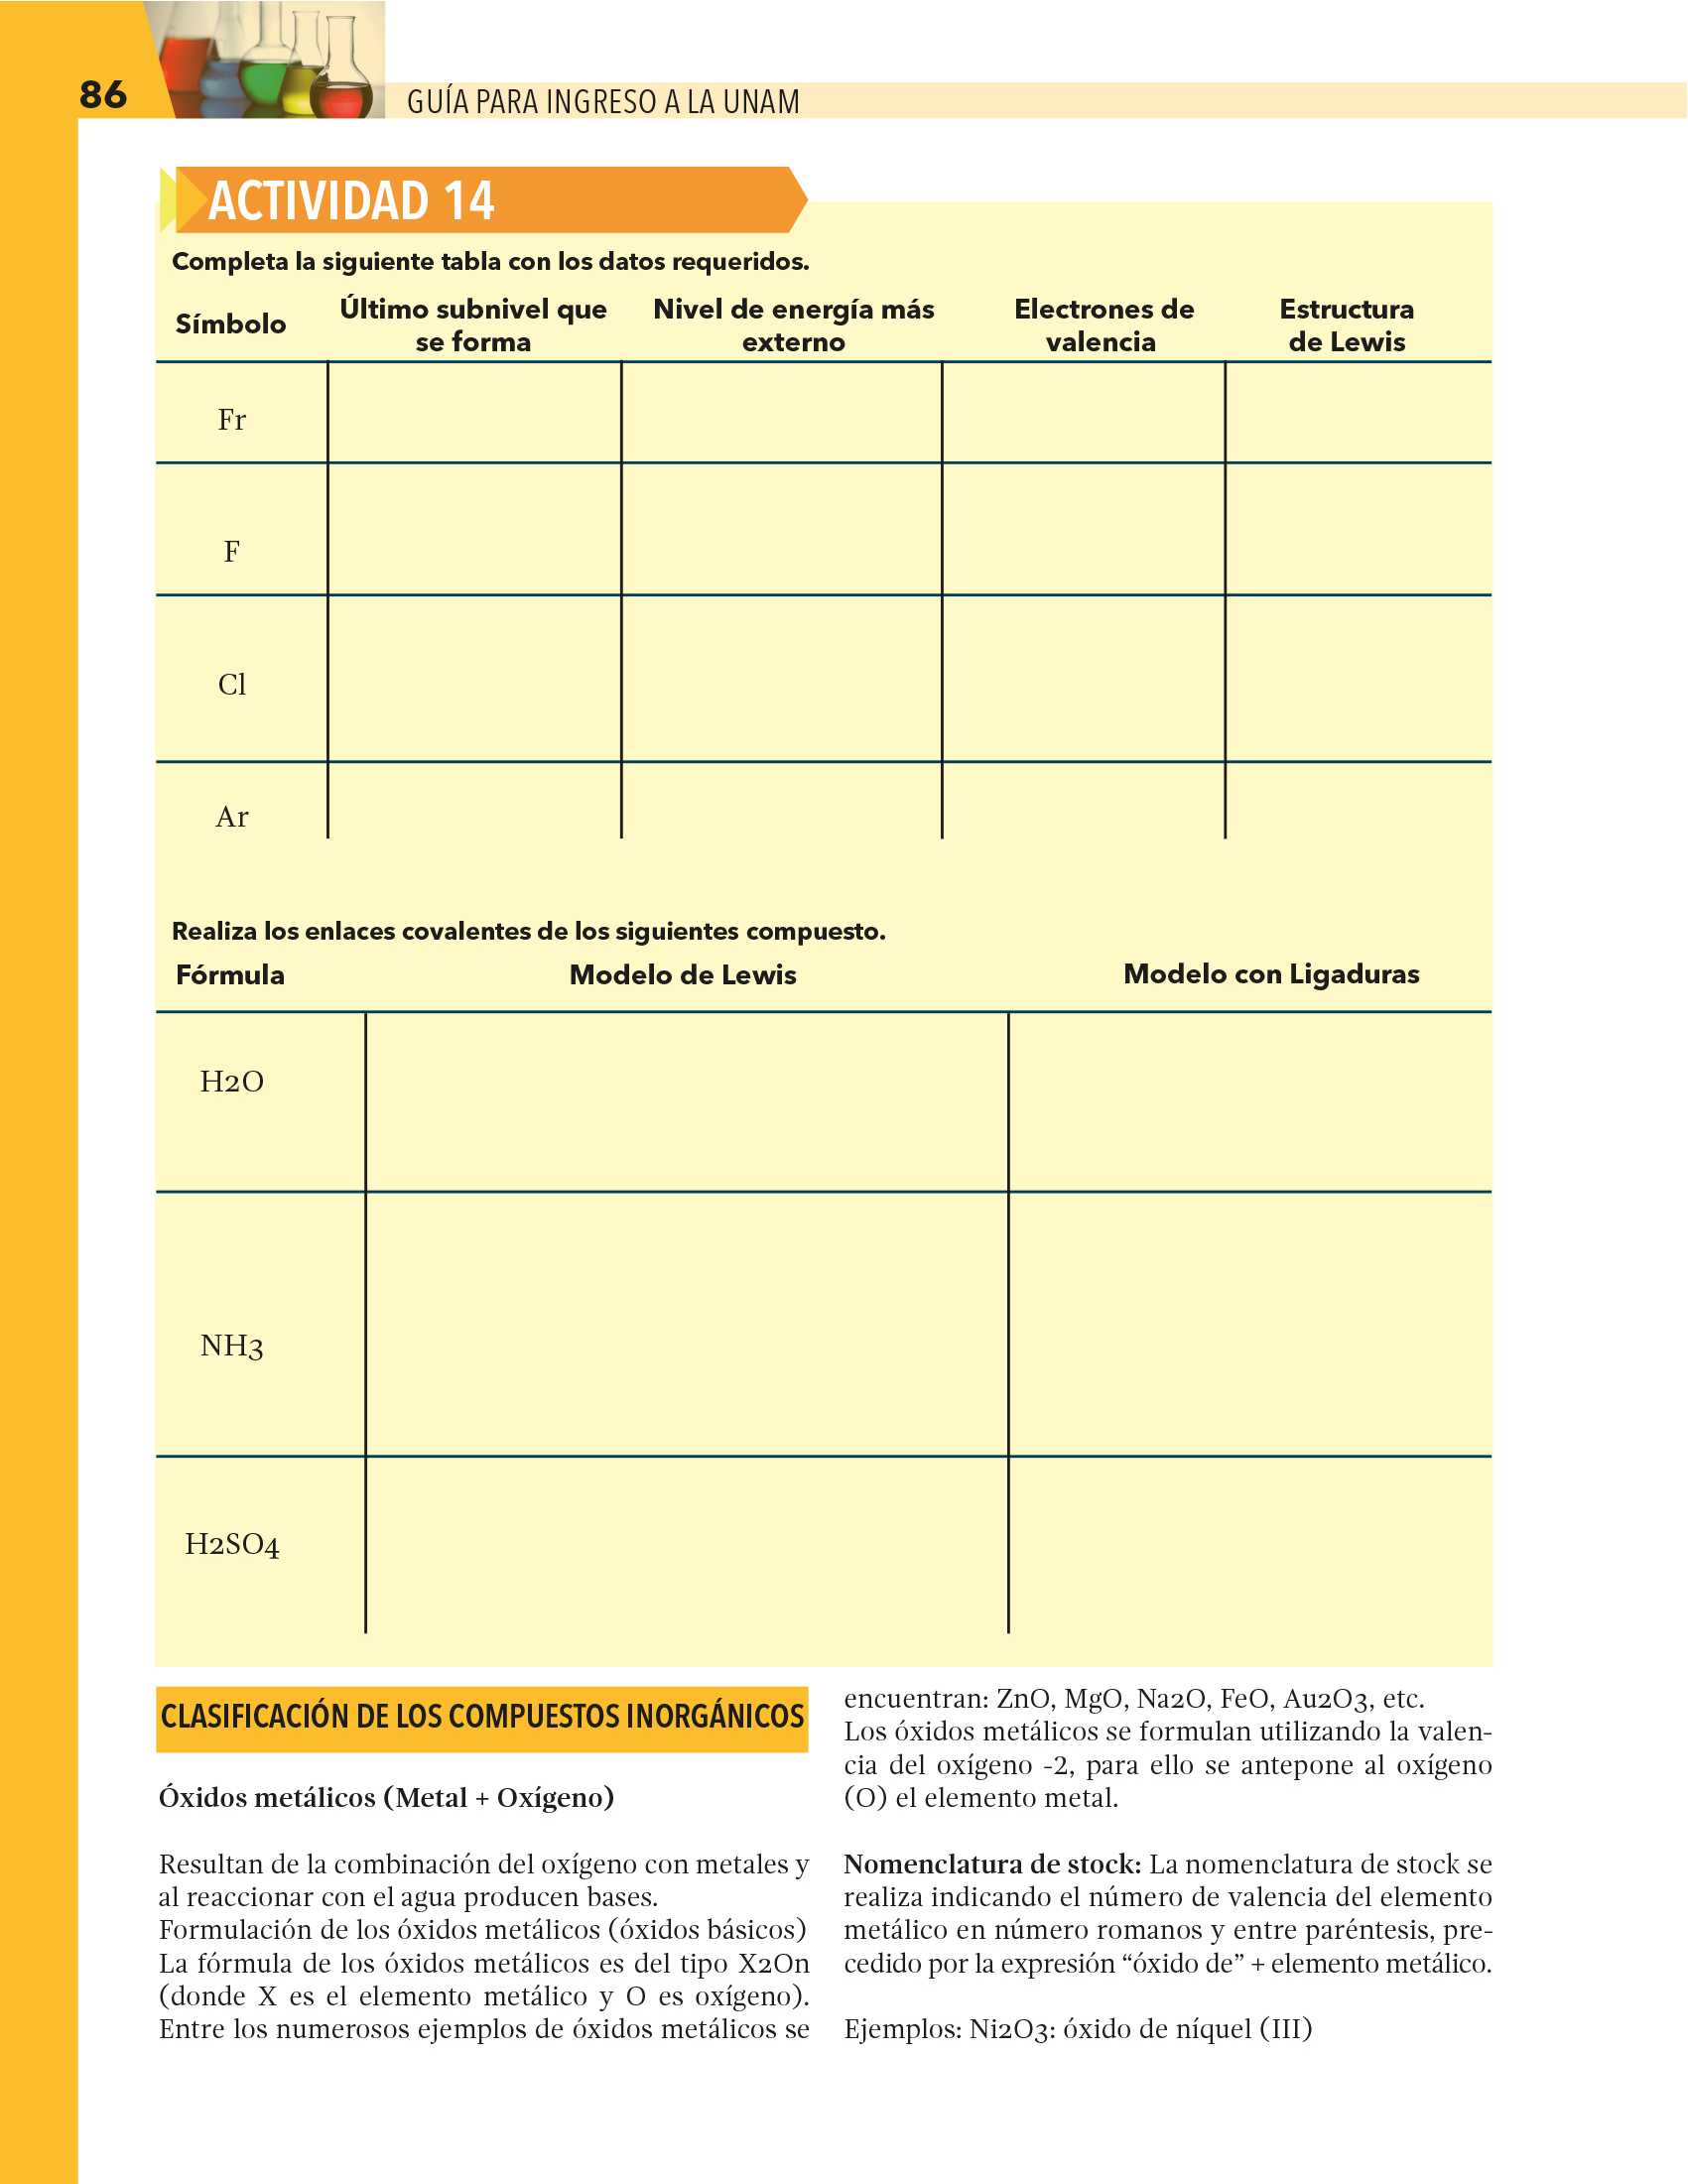 86
GUÍA PARA INGRESO A LA UNAM
ACTIVIDAD 14
Completa la siguiente tabla con los datos requeridos.
Símbolo
Último subnivel que
se forma
Nivel de energía más
externo
Electrones de
valencia
Estructura
de Lewis
Fr
F
Cl
Ar
Realiza los enlaces covalentes de los siguientes compuesto.
Fórmula
Modelo de Lewis
Modelo con Ligaduras
H2O
NH3
H2SO4
CLASIFICACIÓN DE LOS COMPUESTOS INORGÁNICOS
Óxidos metálicos (Metal + Oxígeno)
Resultan de la combinación del oxígeno con metales y
al reaccionar con el agua producen bases.
Formulación de los óxidos metálicos (óxidos básicos)
La fórmula de los óxidos metálicos es del tipo X2On
(donde X es el elemento metálico y O es oxígeno).
Entre los numerosos ejemplos de óxidos metálicos se
encuentran: ZnO, MgO, Na2O, FeO, Au2O3, etc.
Los óxidos metálicos se formulan utilizando la valen-
cia del oxígeno -2, para ello se antepone al oxígeno
(O) el elemento metal.
Nomenclatura de stock: La nomenclatura de stock se
realiza indicando el número de valencia del elemento
metálico en número romanos y entre paréntesis, pre-
cedido por la expresión “óxido de” + elemento metálico.
Ejemplos: Ni2O3: óxido de níquel (III)